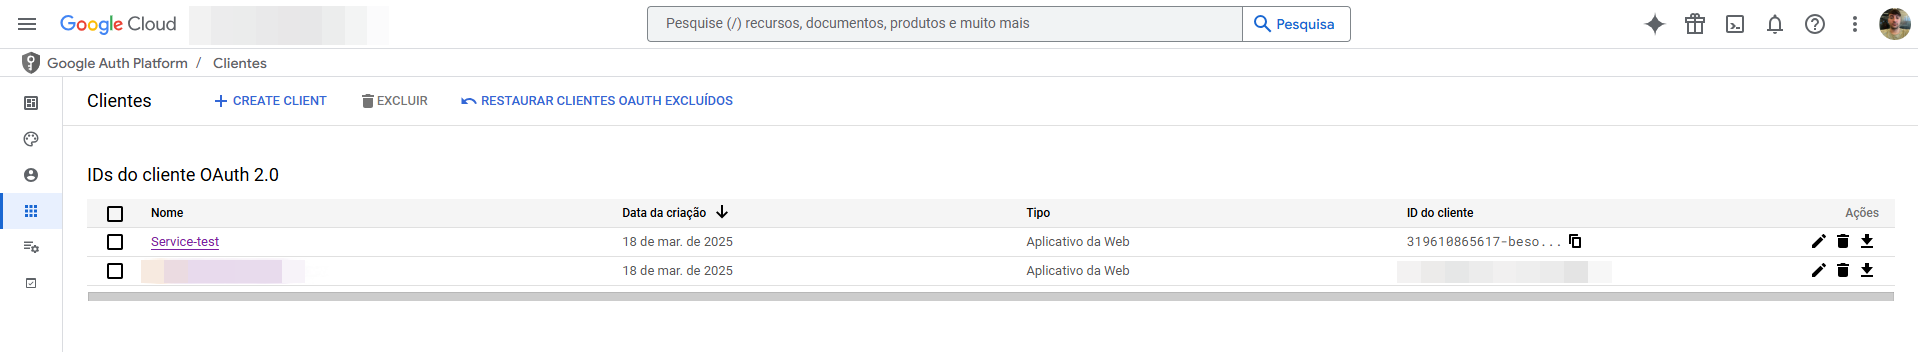 Google Cloud
Pesquise (/) recursos, documentos, produtos e muito mais
Pesquisa
Google Auth Platform / Clientes
Clientes
CREATE CLIENT
EXCLUIR
RESTAURAR CLIENTES OAUTH EXCLUÍDOS
IDs do cliente OAuth 2.0
Nome Data da criação Tipo ID do cliente Ações
Service-test 18 de mar. de 2025 Aplicativo da Web 319610865617-beso...
18 de mar. de 2025 Aplicativo da Web